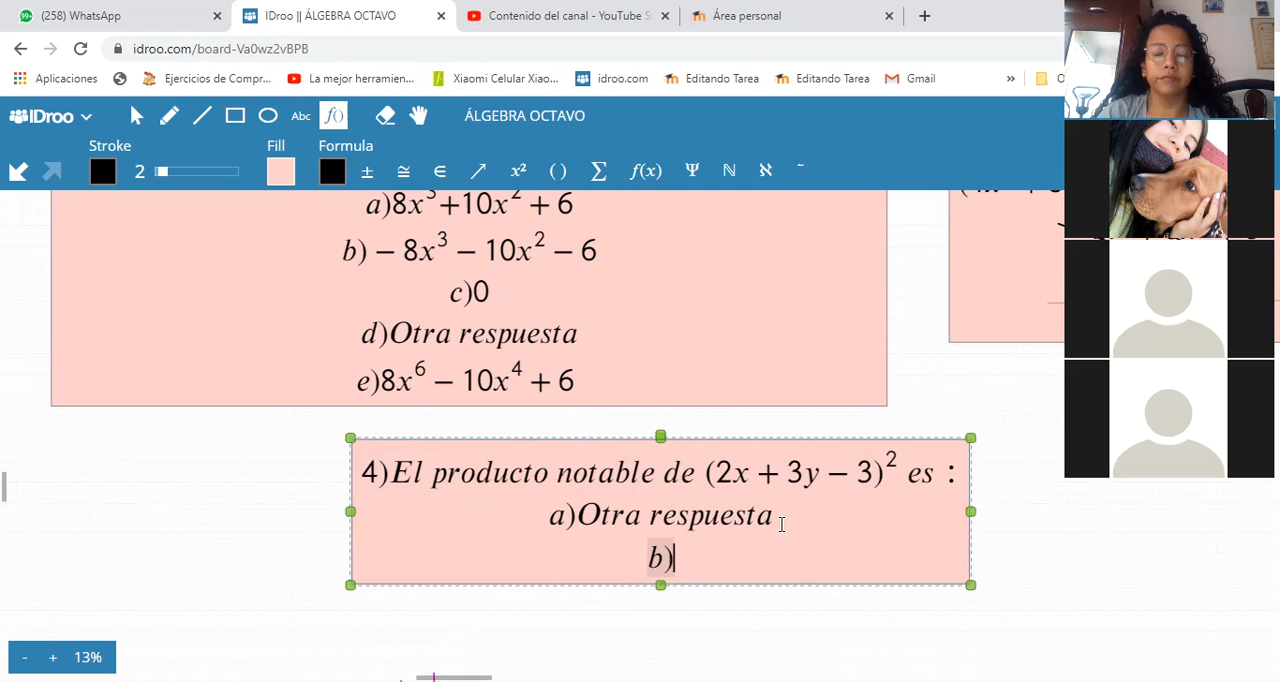 (258) WhatsApp
IDroo || ÁLGEBRA OCTAVO
Contenido del canal - YouTube S
Área personal
idroo.com/board-Va0wz2vBPB
Aplicaciones
Ejercicios de Compr...
La mejor herramien...
Xiaomi Celular Xiao...
idroo.com
Editando Tarea
Editando Tarea
Gmail
»
IDroo
Abc
f()
ÁLGEBRA OCTAVO
Stroke
Fill
Formula
2
± ≅ ∈ x² ( ) ∑ f(x) Ψ ℕ ℵ ~
a)8x³+10x² + 6
b) − 8x³ − 10x² − 6
c)0
d)Otra respuesta
e)8x⁶ − 10x⁴ + 6
4)El producto notable de (2x + 3y − 3)² es :
a)Otra respuesta
b)
- + 13%